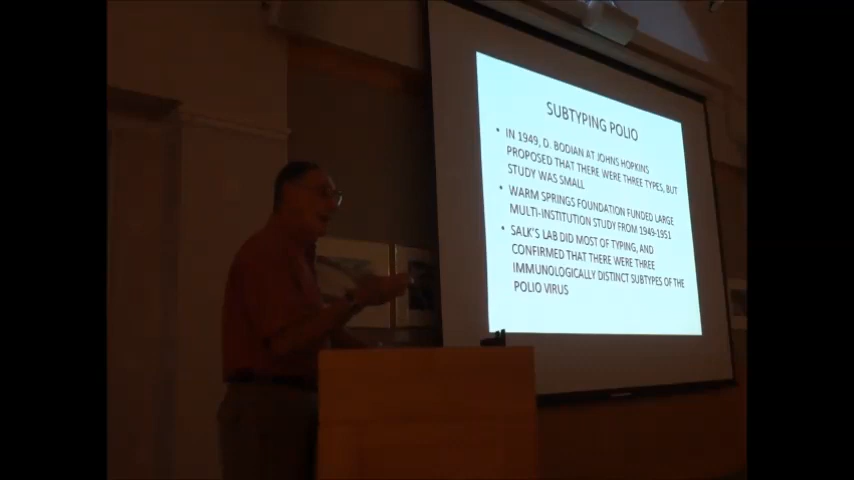 SUBTYPING POLIO
• IN 1949, D. BODIAN AT JOHNS HOPKINS
PROPOSED THAT THERE WERE THREE TYPES, BUT
STUDY WAS SMALL
• WARM SPRINGS FOUNDATION FUNDED LARGE
MULTI-INSTITUTION STUDY FROM 1949-1951
• SALK'S LAB DID MOST OF TYPING, AND
CONFIRMED THAT THERE WERE THREE
IMMUNOLOGICALLY DISTINCT SUBTYPES OF THE
POLIO VIRUS